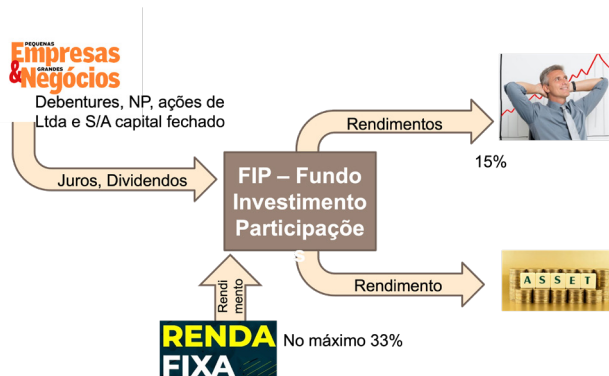 PEQUENAS
Empresas
GRANDES
&Negócios
Debentures, NP, ações de
Ltda e S/A capital fechado
Juros, Dividendos
FIP – Fundo
Investimento
Participaçõe
s
Rendimentos
15%
Rendimento
ASSET
Rendi
mento
RENDA
FIXA
No máximo 33%